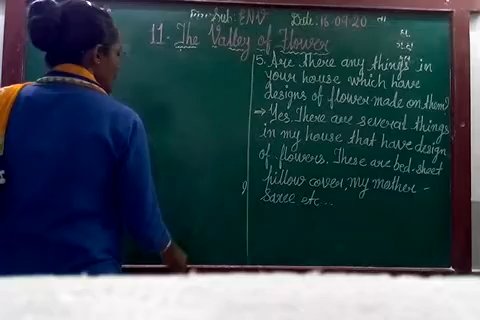 Sub: ENV Date: 16.09.20
11. The Valley of Flower
5. Are there any things in
your house which have
designs of flower made on them?
→ Yes. There are several things
in my house that have design
of flowers. These are bed-sheet
pillow cover, my mother -
Saree etc...